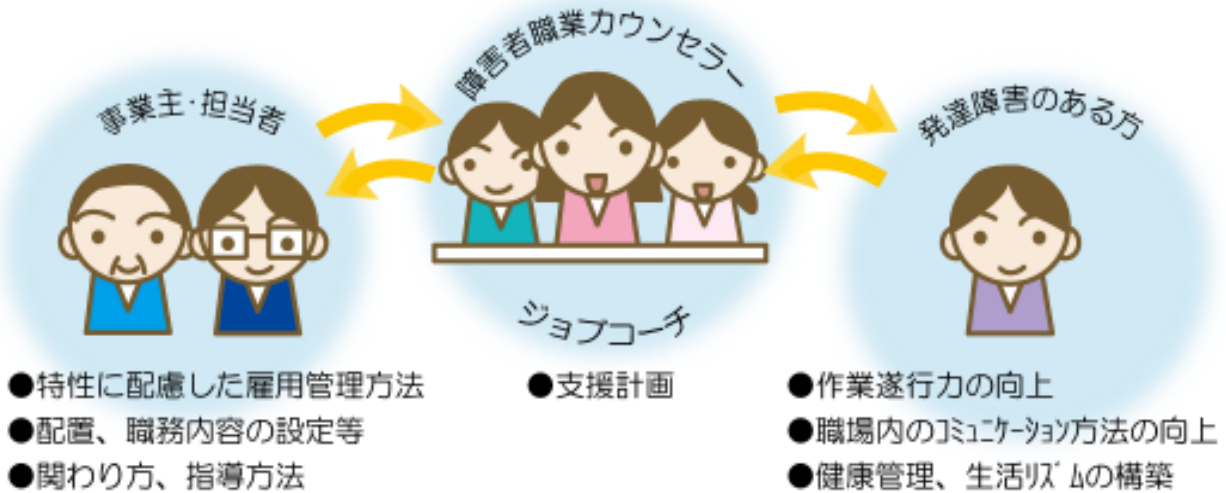 事業主・担当者
障害者職業カウンセラー
発達障害のある方
ジョブコーチ
●特性に配慮した雇用管理方法
●配置、職務内容の設定等
●関わり方、指導方法
●支援計画
●作業遂行力の向上
●職場内のｺﾐｭﾆｹｰｼｮﾝ方法の向上
●健康管理、生活ﾘｽﾞﾑの構築